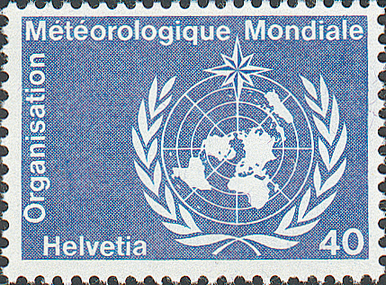 Organisation
Météorologique Mondiale
Helvetia
40